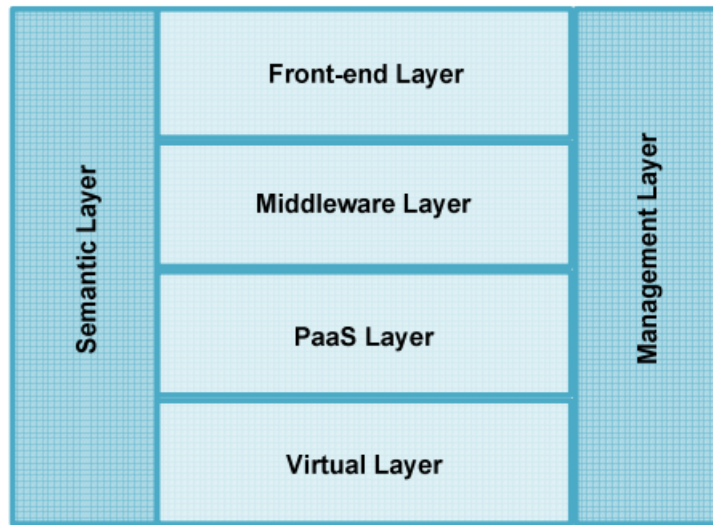 Front-end Layer
Semantic Layer
Middleware Layer
Management Layer
PaaS Layer
Virtual Layer